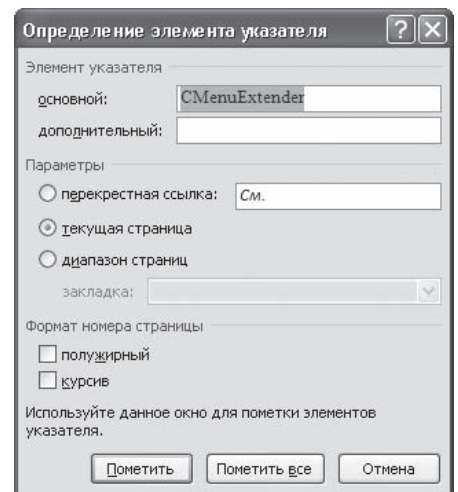 Определение элемента указателя
Элемент указателя
основной: CMenuExtender
дополнительный:
Параметры
перекрестная ссылка: См.
текущая страница
диапазон страниц
закладка:
Формат номера страницы
полужирный
курсив
Используйте данное окно для пометки элементов
указателя.
Пометить Пометить все Отмена